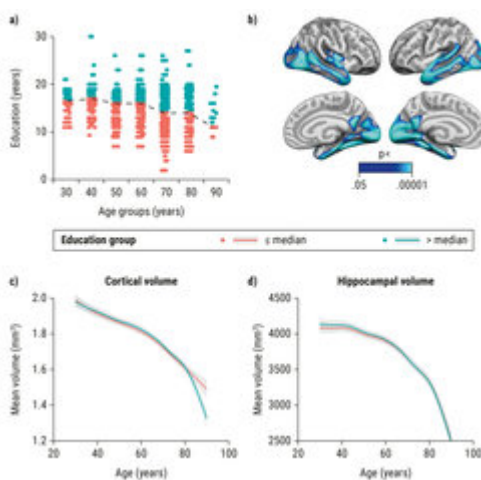 a)
b)
Education (years)
30
20
10
0
30 40 50 60 70 80 90
Age groups (years)
p<
.05 .00001
Education group ≤ median > median
c) Cortical volume
Mean volume (mm³)
2.0
1.8
1.6
1.4
1.2
20 40 60 80 100
Age (years)
d) Hippocampal volume
Mean volume (mm³)
4500
4000
3500
3000
2500
20 40 60 80 100
Age (years)